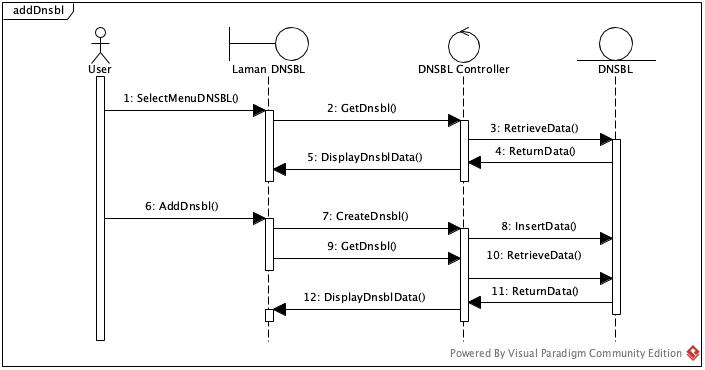 addDnsbl
User
Laman DNSBL
DNSBL Controller
DNSBL
1: SelectMenuDNSBL()
2: GetDnsbl()
3: RetrieveData()
4: ReturnData()
5: DisplayDnsblData()
6: AddDnsbl()
7: CreateDnsbl()
8: InsertData()
9: GetDnsbl()
10: RetrieveData()
11: ReturnData()
12: DisplayDnsblData()
Powered By Visual Paradigm Community Edition